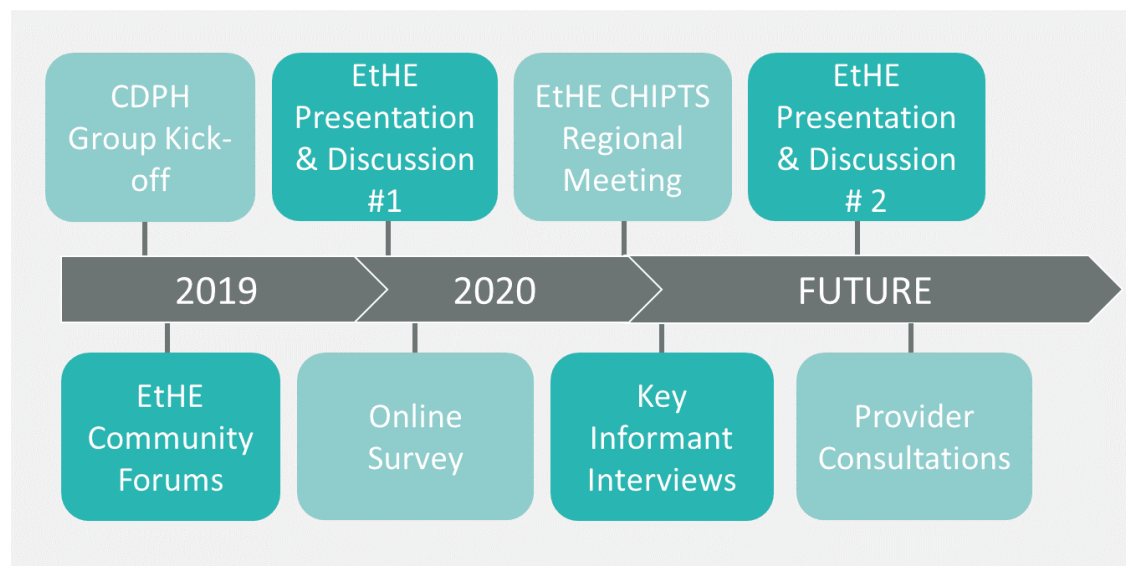 CDPH
Group Kick-
off
EtHE
Presentation
& Discussion
#1
EtHE CHIPTS
Regional
Meeting
EtHE
Presentation
& Discussion
# 2
2019
2020
FUTURE
EtHE
Community
Forums
Online
Survey
Key
Informant
Interviews
Provider
Consultations